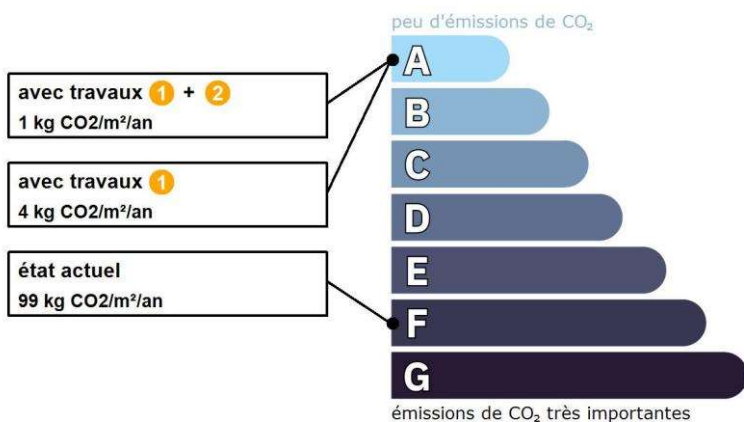 peu d'émissions de CO₂
A
avec travaux 1 + 2
1 kg CO2/m²/an
B
C
avec travaux 1
4 kg CO2/m²/an
D
état actuel
99 kg CO2/m²/an
E
F
G
émissions de CO₂ très importantes